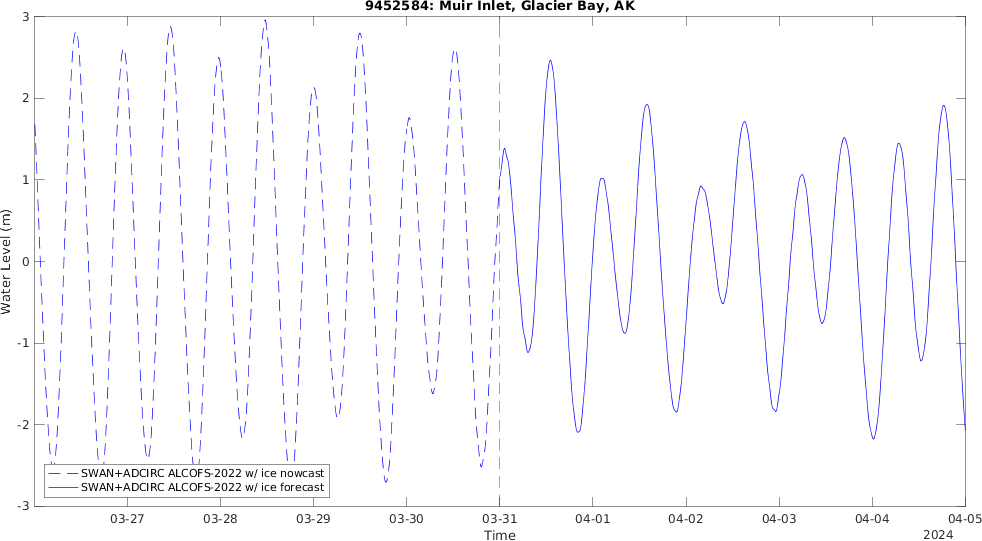 9452584: Muir Inlet, Glacier Bay, AK
3
2
1
0
-1
-2
-3
Water Level (m)
SWAN+ADCIRC ALCOFS-2022 w/ ice nowcast
SWAN+ADCIRC ALCOFS-2022 w/ ice forecast
03-27 03-28 03-29 03-30 03-31 04-01 04-02 04-03 04-04 04-05
Time
2024